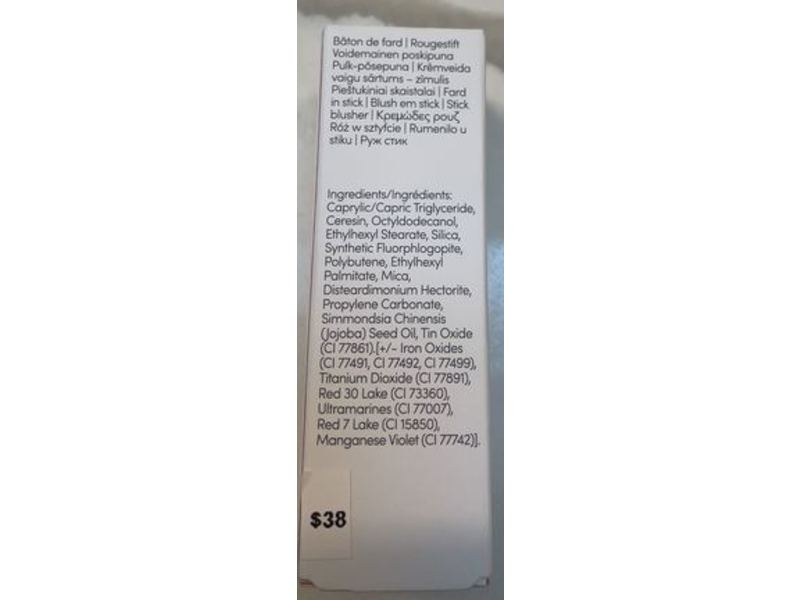 Bâton de fard | Rougestift
Voidemainen poskipuna
Pulk-põsepuna | Krēmveida
vaigu sārtums – zīmulis
Pieštukiniai skaistalai | Fard
in stick | Blush em stick | Stick
blusher | Κρεμώδες ρουζ
Róż w sztyfcie | Rumenilo u
stiku | Руж стик
Ingredients/Ingrédients:
Caprylic/Capric Triglyceride,
Ceresin, Octyldodecanol,
Ethylhexyl Stearate, Silica,
Synthetic Fluorphlogopite,
Polybutene, Ethylhexyl
Palmitate, Mica,
Disteardimonium Hectorite,
Propylene Carbonate,
Simmondsia Chinensis
(Jojoba) Seed Oil, Tin Oxide
(CI 77861).[+/- Iron Oxides
(CI 77491, CI 77492, CI 77499),
Titanium Dioxide (CI 77891),
Red 30 Lake (CI 73360),
Ultramarines (CI 77007),
Red 7 Lake (CI 15850),
Manganese Violet (CI 77742)].
$38